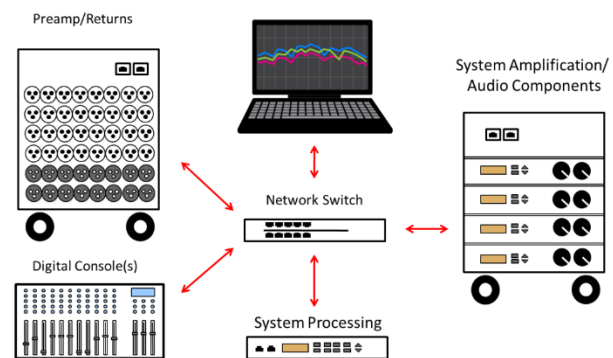 Preamp/Returns
System Amplification/
Audio Components
Network Switch
Digital Console(s)
System Processing